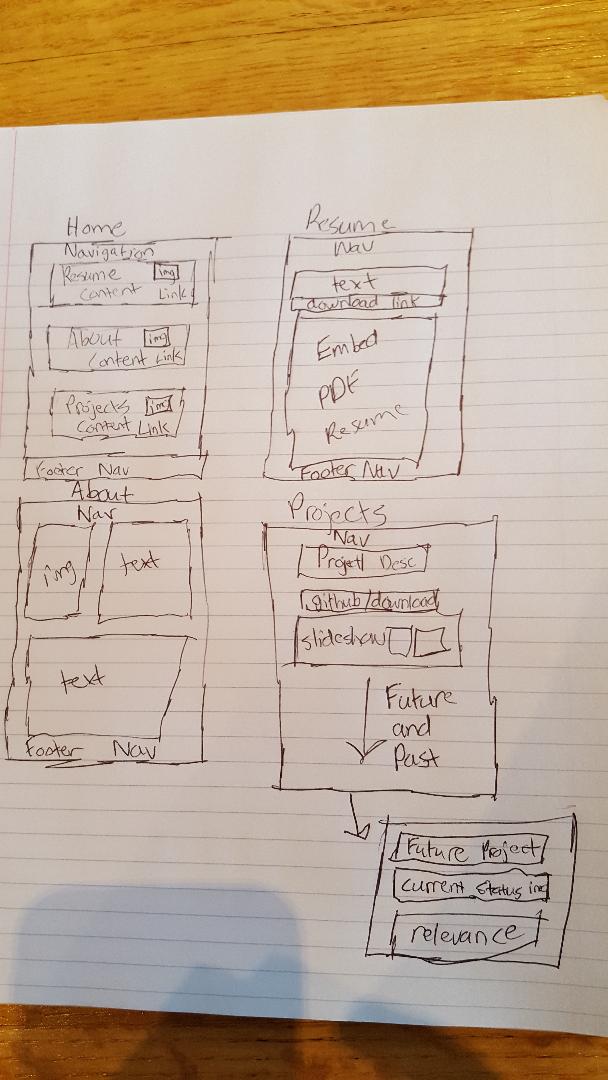 Home
Navigation
Resume img
Content Link
About img
Content Link
Projects img
Content Link
Footer Nav
Resume
Nav
text
download link
Embed
PDF
Resume
Footer Nav
About
Nav
img text
text
Footer Nav
Projects
Nav
Project Desc
github/download
slideshow
Future
and
Past
Future Project
current status img
relevance